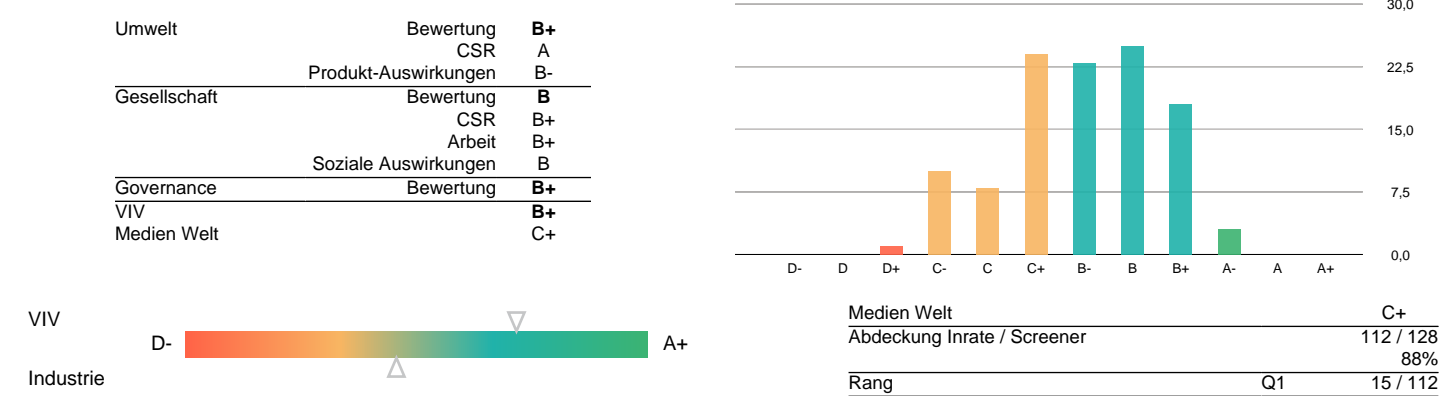 Umwelt Bewertung B+
CSR A
Produkt-Auswirkungen B-
Gesellschaft Bewertung B
CSR B+
Arbeit B+
Soziale Auswirkungen B
Governance Bewertung B+
VIV B+
Medien Welt C+
30,0
22,5
15,0
7,5
0,0
D- D D+ C- C C+ B- B B+ A- A A+
VIV
D- A+
Industrie
Medien Welt C+
Abdeckung Inrate / Screener 112 / 128
88%
Rang Q1 15 / 112